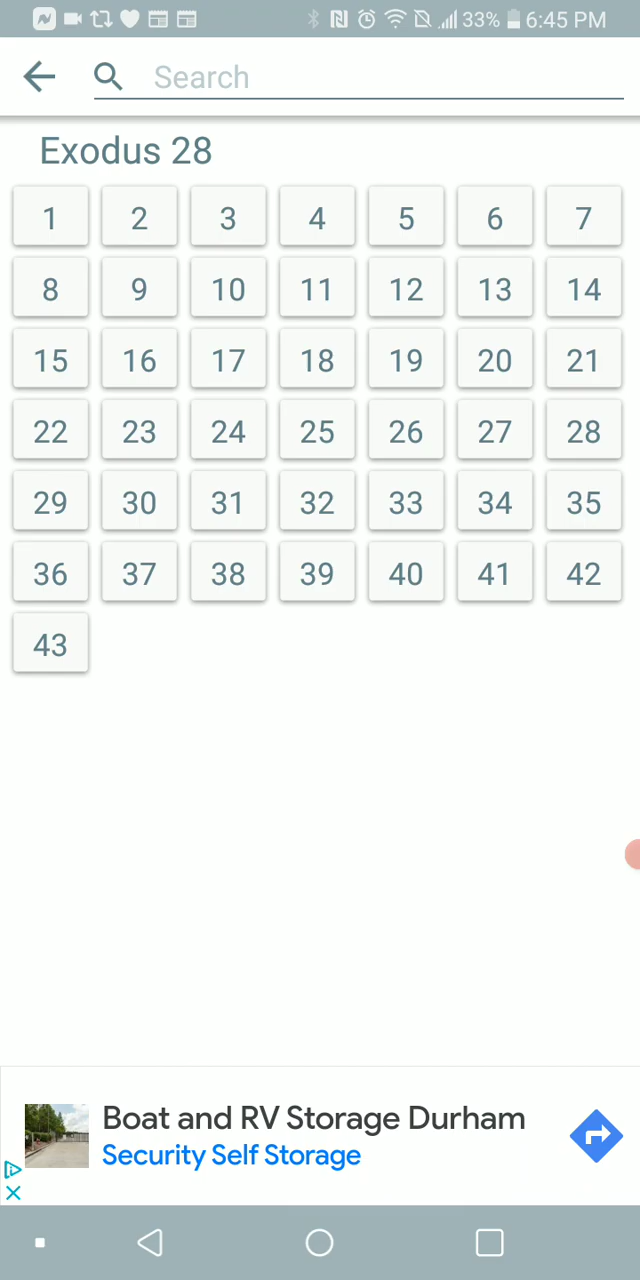 33% 6:45 PM
Search
Exodus 28
1 2 3 4 5 6 7
8 9 10 11 12 13 14
15 16 17 18 19 20 21
22 23 24 25 26 27 28
29 30 31 32 33 34 35
36 37 38 39 40 41 42
43
Boat and RV Storage Durham
Security Self Storage